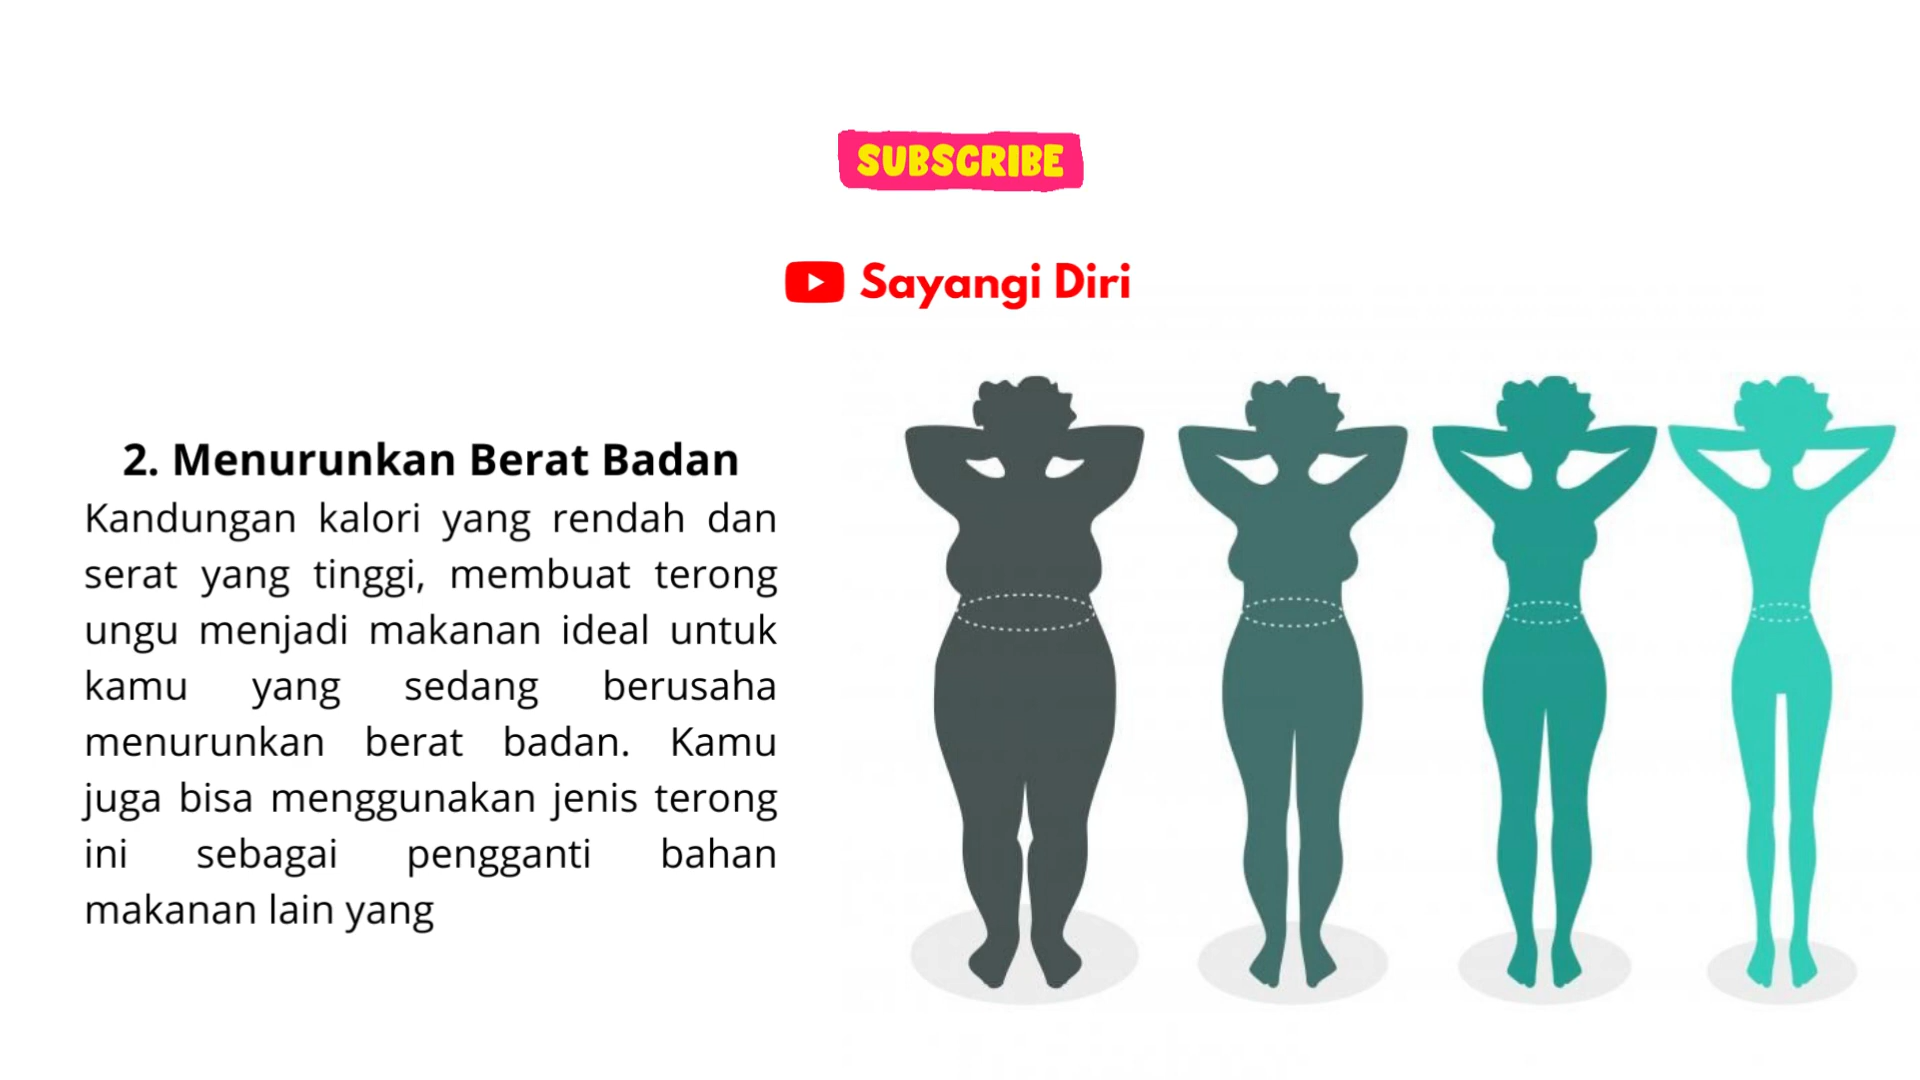 SUBSCRIBE
Sayangi Diri
2. Menurunkan Berat Badan
Kandungan kalori yang rendah dan
serat yang tinggi, membuat terong
ungu menjadi makanan ideal untuk
kamu yang sedang berusaha
menurunkan berat badan. Kamu
juga bisa menggunakan jenis terong
ini sebagai pengganti bahan
makanan lain yang